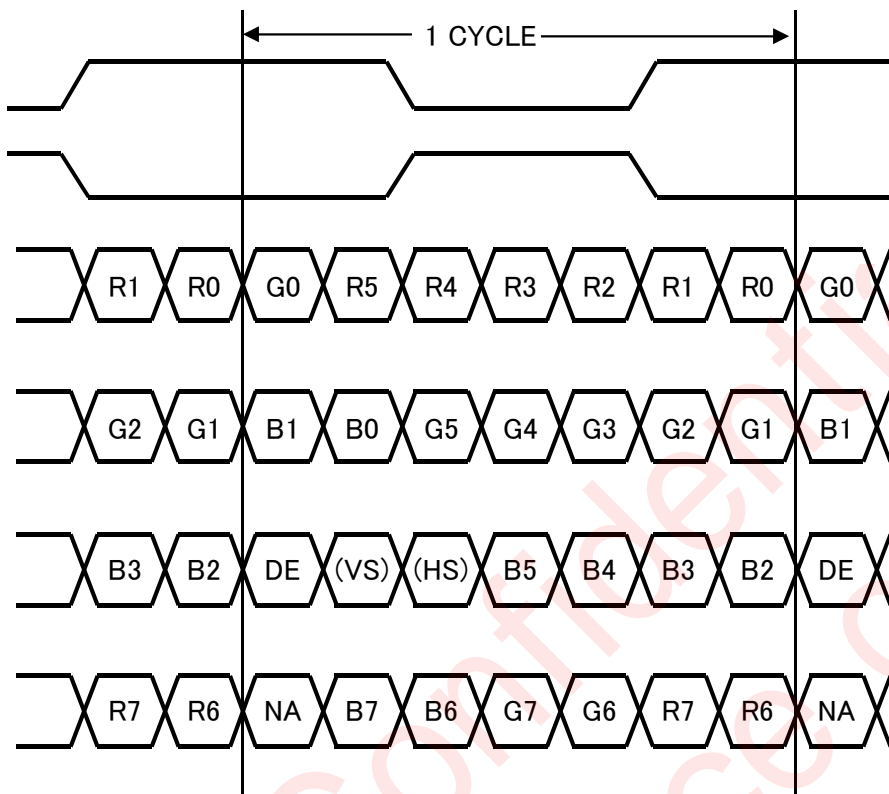 1 CYCLE
R1 R0 G0 R5 R4 R3 R2 R1 R0 G0
G2 G1 B1 B0 G5 G4 G3 G2 G1 B1
B3 B2 DE (VS) (HS) B5 B4 B3 B2 DE
R7 R6 NA B7 B6 G7 G6 R7 R6 NA